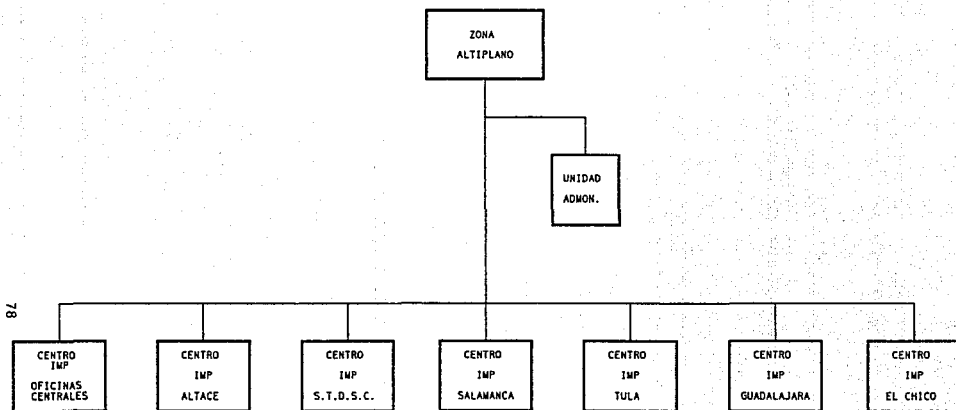 ZONA
ALTIPLANO
UNIDAD
ADMON.
78
CENTRO
IMP
OFICINAS
CENTRALES
CENTRO
IMP
ALTACE
CENTRO
IMP
S.T.D.S.C.
CENTRO
IMP
SALAMANCA
CENTRO
IMP
TULA
CENTRO
IMP
GUADALAJARA
CENTRO
IMP
EL CHICO